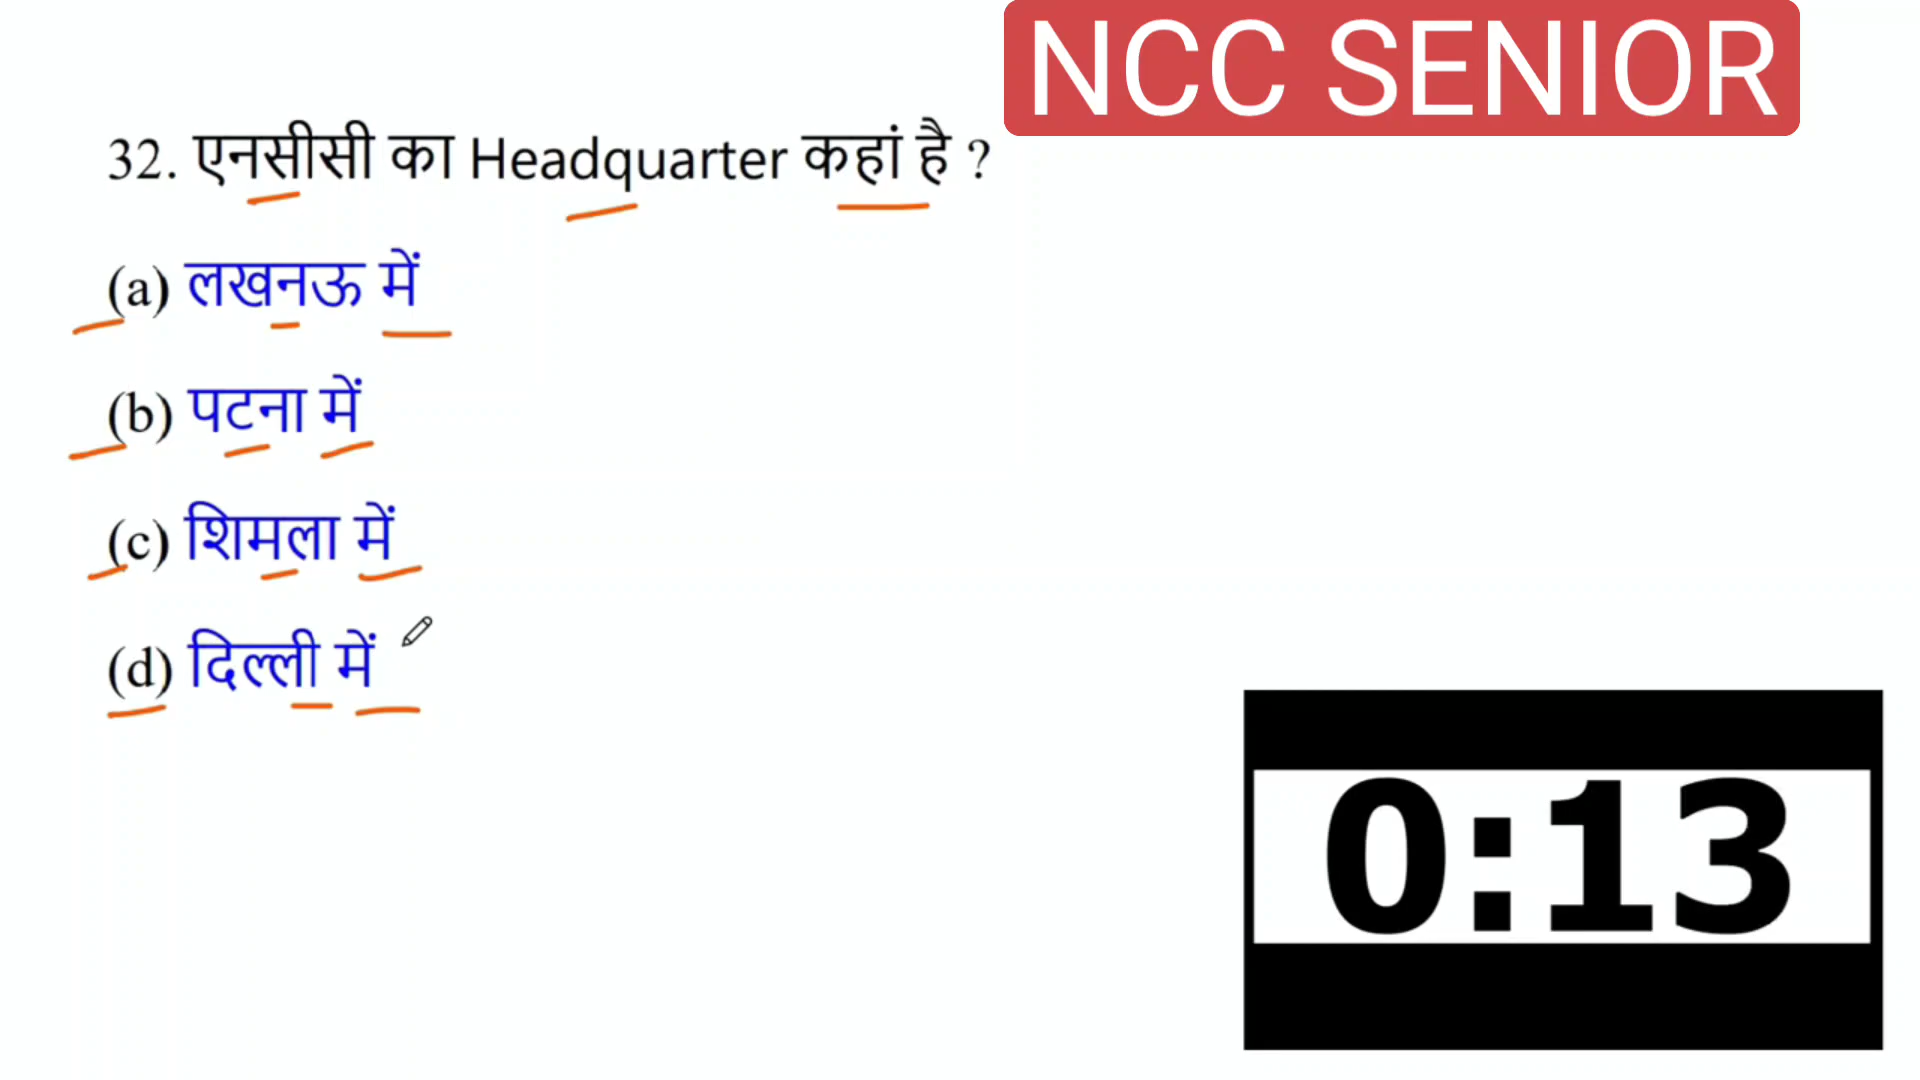 NCC SENIOR
32. एनसीसी का Headquarter कहां है ?
(a) लखनऊ में
(b) पटना में
(c) शिमला में
(d) दिल्ली में
0:13